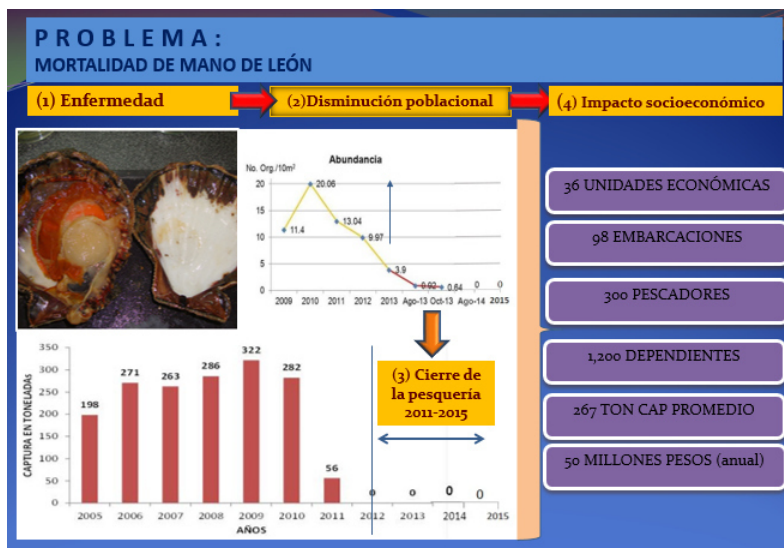 PROBLEMA:
MORTALIDAD DE MANO DE LEÓN
(1) Enfermedad
(2)Disminución poblacional
(4) Impacto socioeconómico
Abundancia
No. Org./10m²
20
15
10
5
0
11.4
20.06
13.04
9.97
3.9
0.92
0.64
0
0
2009
2010
2011
2012
2013
Ago-13
Oct-13
Ago-14
2015
(3) Cierre de
la pesquería
2011-2015
CAPTURA EN TONELADAS
350
300
250
200
150
100
50
0
198
271
263
286
322
282
56
0
0
0
0
2005
2006
2007
2008
2009
2010
2011
2012
2013
2014
2015
AÑOS
36 UNIDADES ECONÓMICAS
98 EMBARCACIONES
300 PESCADORES
1,200 DEPENDIENTES
267 TON CAP PROMEDIO
50 MILLONES PESOS (anual)